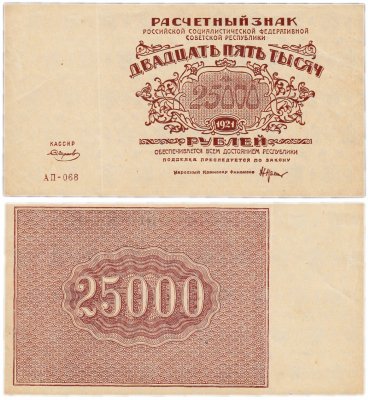 РАСЧЕТНЫЙ ЗНАК
РОССИЙСКОЙ СОЦИАЛИСТИЧЕСКОЙ ФЕДЕРАТИВНОЙ
СОВЕТСКОЙ РЕСПУБЛИКИ
ДВАДЦАТЬ ПЯТЬ ТЫСЯЧ
25000
1921
РУБЛЕЙ
ОБЕСПЕЧИВАЕТСЯ ВСЕМ ДОСТОЯНИЕМ РЕСПУБЛИКИ
ПОДДЕЛКА ПРЕСЛЕДУЕТСЯ ПО ЗАКОНУ
Народный Комиссар Финансов
КАССИР
АП-068
25000